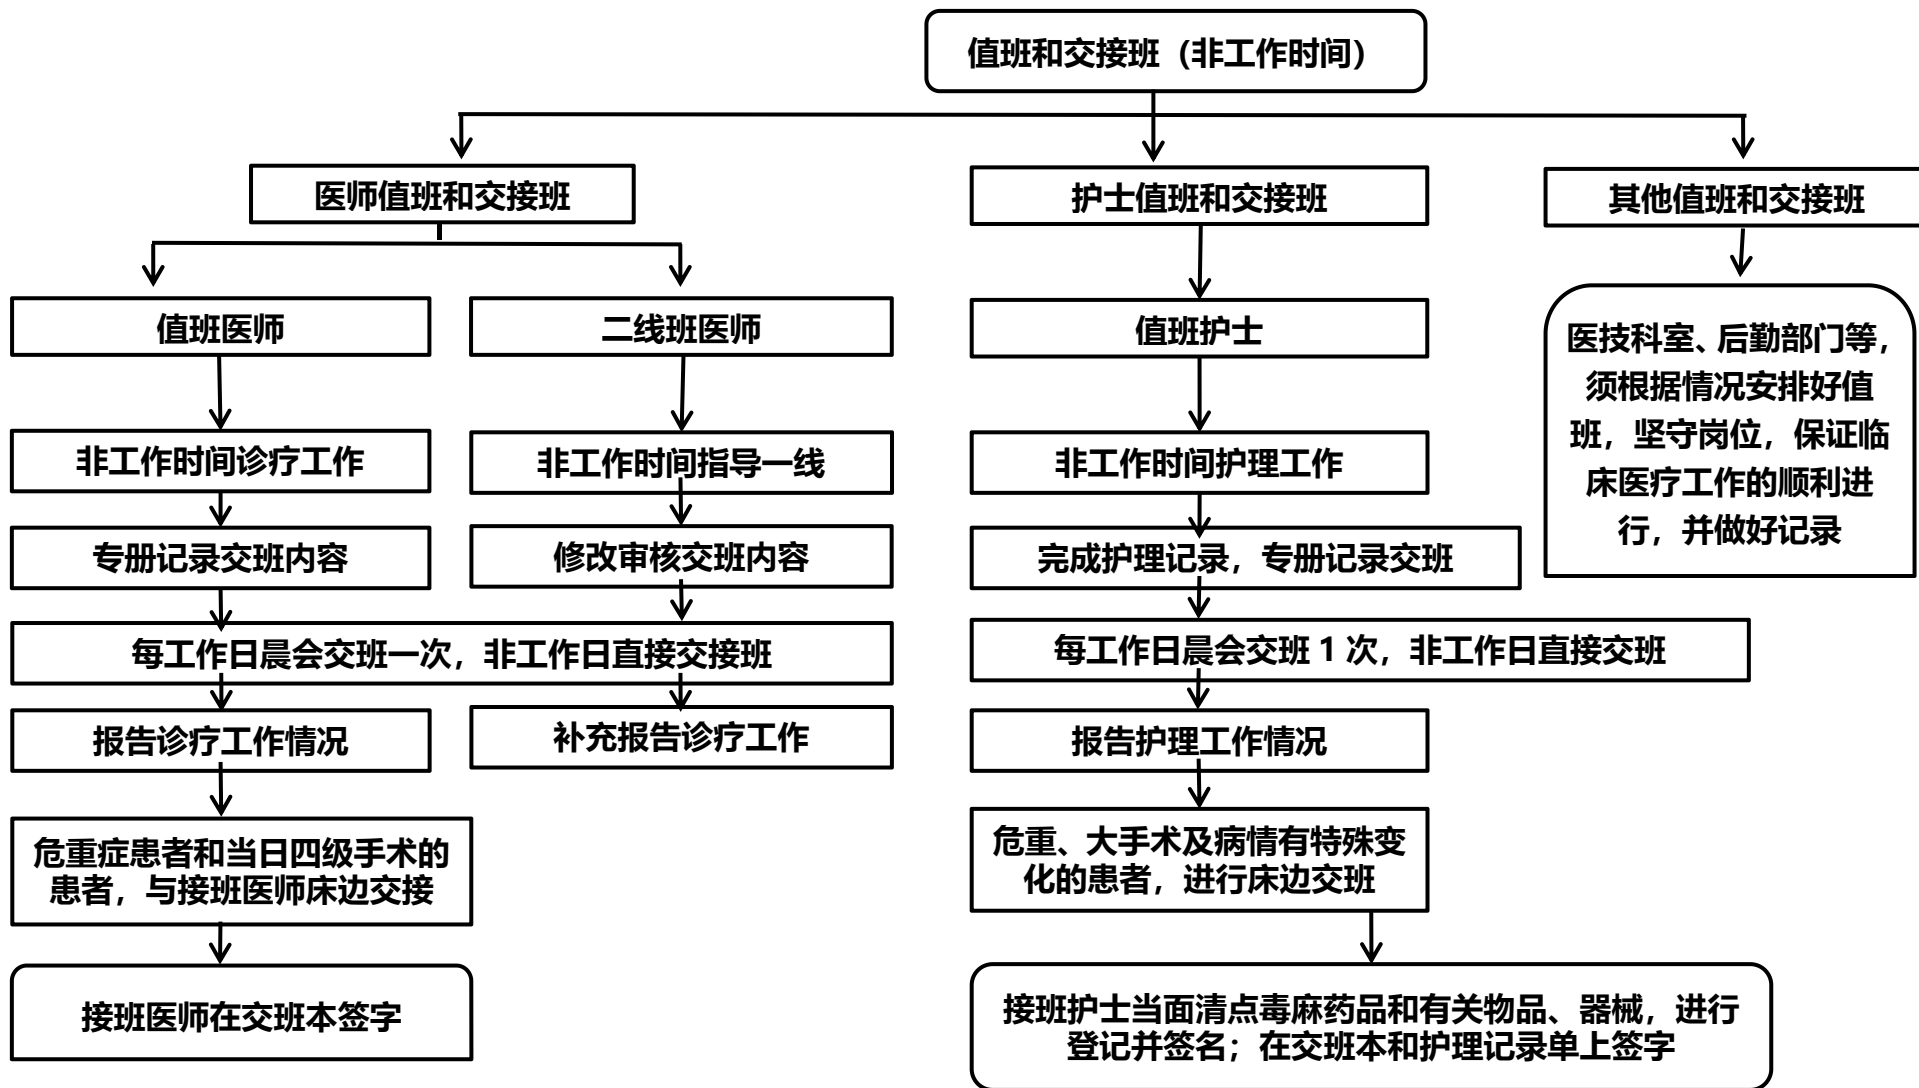 值班和交接班（非工作时间）
医师值班和交接班
护士值班和交接班
其他值班和交接班
值班医师
二线班医师
值班护士
医技科室、后勤部门等，
须根据情况安排好值
班，坚守岗位，保证临
床医疗工作的顺利进
行，并做好记录
非工作时间诊疗工作
非工作时间指导一线
非工作时间护理工作
专册记录交班内容
修改审核交班内容
完成护理记录，专册记录交班
每工作日晨会交班一次，非工作日直接交接班
每工作日晨会交班 1 次，非工作日直接交班
报告诊疗工作情况
补充报告诊疗工作
报告护理工作情况
危重症患者和当日四级手术的
患者，与接班医师床边交接
危重、大手术及病情有特殊变
化的患者，进行床边交班
接班医师在交班本签字
接班护士当面清点毒麻药品和有关物品、器械，进行
登记并签名；在交班本和护理记录单上签字